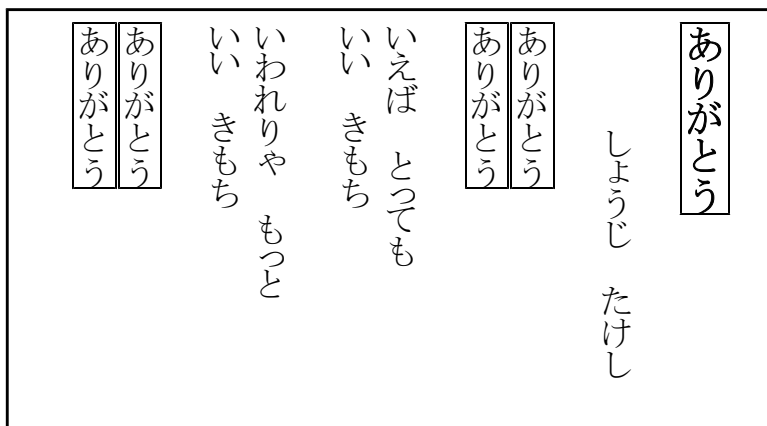 ありがとう
しょうじ　たけし
ありがとう
ありがとう
いえば　とっても
いい　きもち
いわれりゃ　もっと
いい　きもち
ありがとう
ありがとう